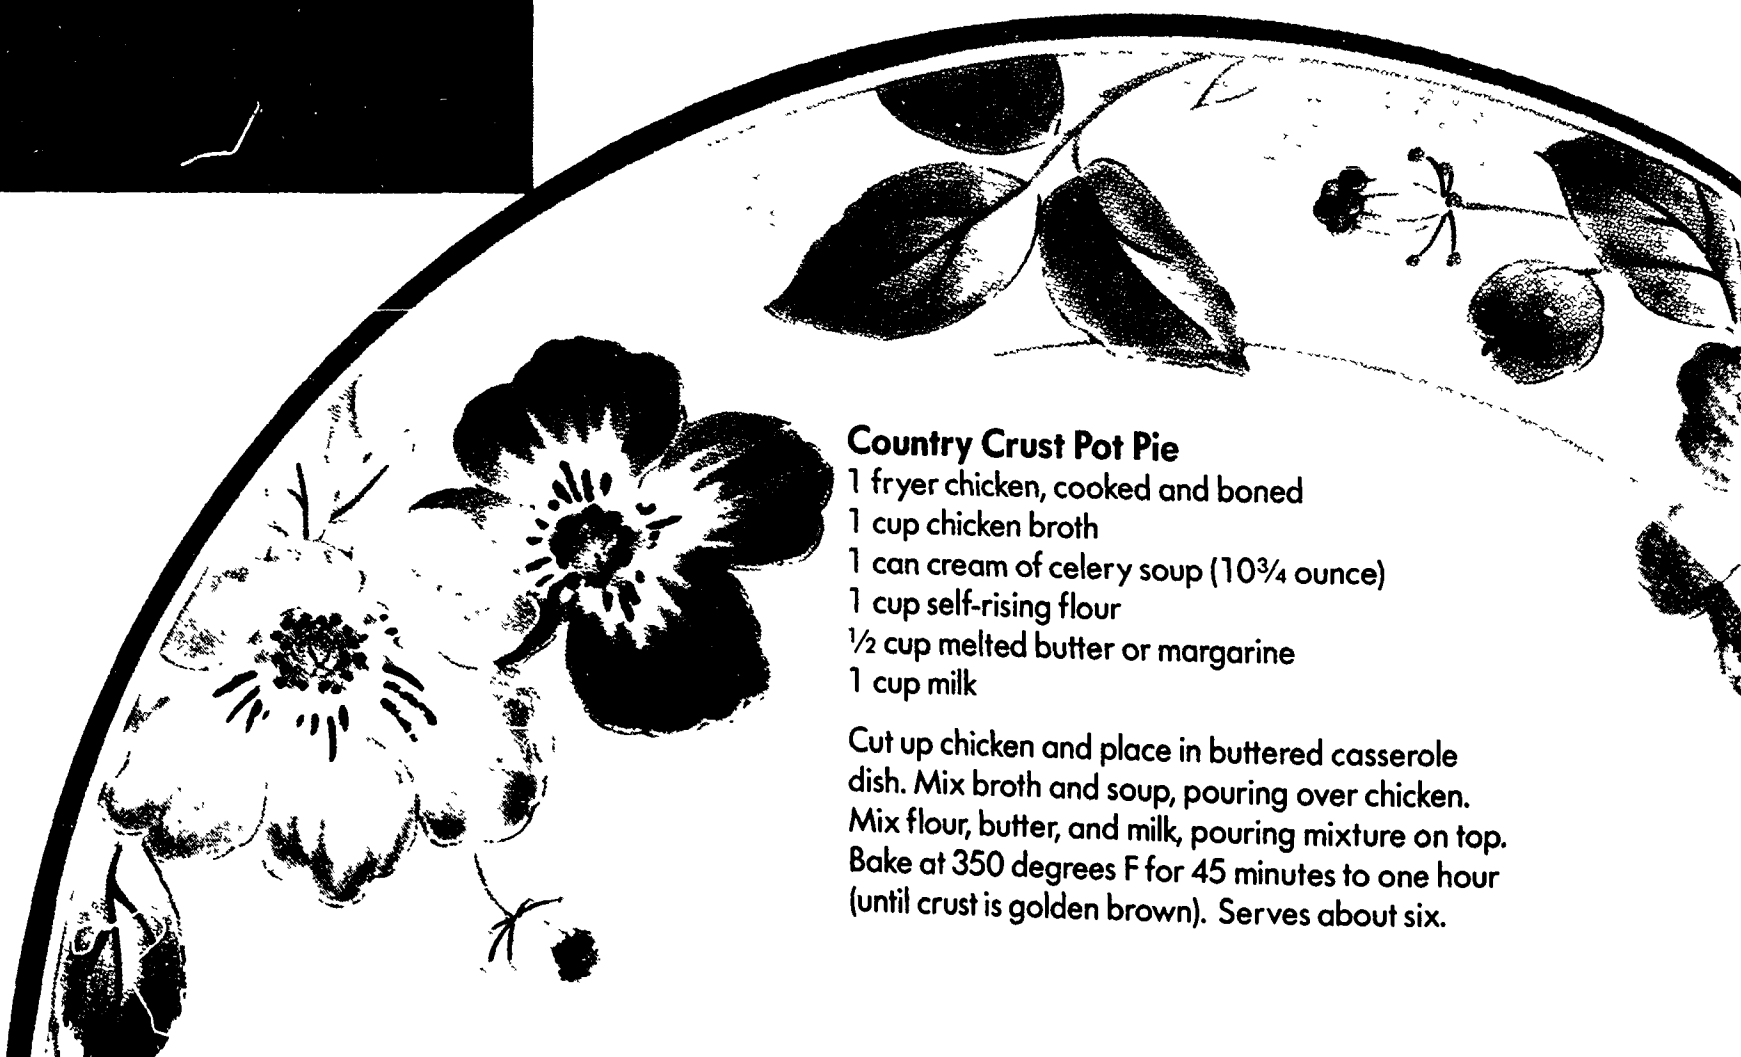 Country Crust Pot Pie
1 fryer chicken, cooked and boned
1 cup chicken broth
1 can cream of celery soup (10¾ ounce)
1 cup self-rising flour
½ cup melted butter or margarine
1 cup milk
Cut up chicken and place in buttered casserole
dish. Mix broth and soup, pouring over chicken.
Mix flour, butter, and milk, pouring mixture on top.
Bake at 350 degrees F for 45 minutes to one hour
(until crust is golden brown). Serves about six.